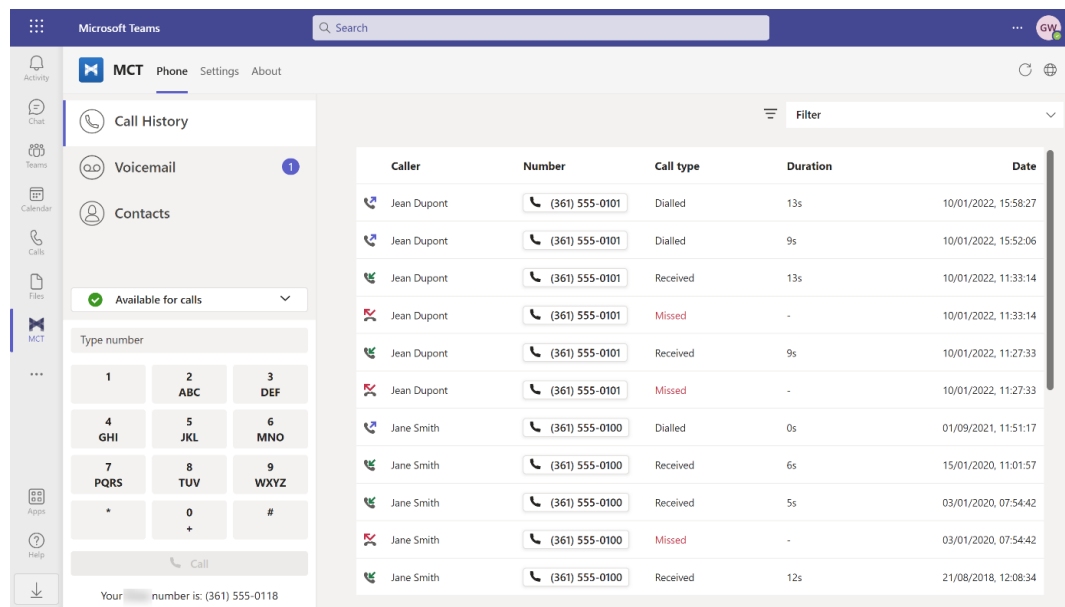 Microsoft Teams
Search
GW
Activity
Chat
Teams
Calendar
Calls
Files
MCT
Apps
Help
MCT Phone Settings About
Call History
Voicemail 1
Contacts
Available for calls
Type number
1 2 3
ABC DEF
4 5 6
GHI JKL MNO
7 8 9
PQRS TUV WXYZ
* 0 #
+
Call
Your number is: (361) 555-0118
Filter
Caller Number Call type Duration Date
Jean Dupont (361) 555-0101 Dialled 13s 10/01/2022, 15:58:27
Jean Dupont (361) 555-0101 Dialled 9s 10/01/2022, 15:52:06
Jean Dupont (361) 555-0101 Received 13s 10/01/2022, 11:33:14
Jean Dupont (361) 555-0101 Missed - 10/01/2022, 11:33:14
Jean Dupont (361) 555-0101 Received 9s 10/01/2022, 11:27:33
Jean Dupont (361) 555-0101 Missed - 10/01/2022, 11:27:33
Jane Smith (361) 555-0100 Dialled 0s 01/09/2021, 11:51:17
Jane Smith (361) 555-0100 Received 6s 15/01/2020, 11:01:57
Jane Smith (361) 555-0100 Received 5s 03/01/2020, 07:54:42
Jane Smith (361) 555-0100 Missed - 03/01/2020, 07:54:42
Jane Smith (361) 555-0100 Received 12s 21/08/2018, 12:08:34